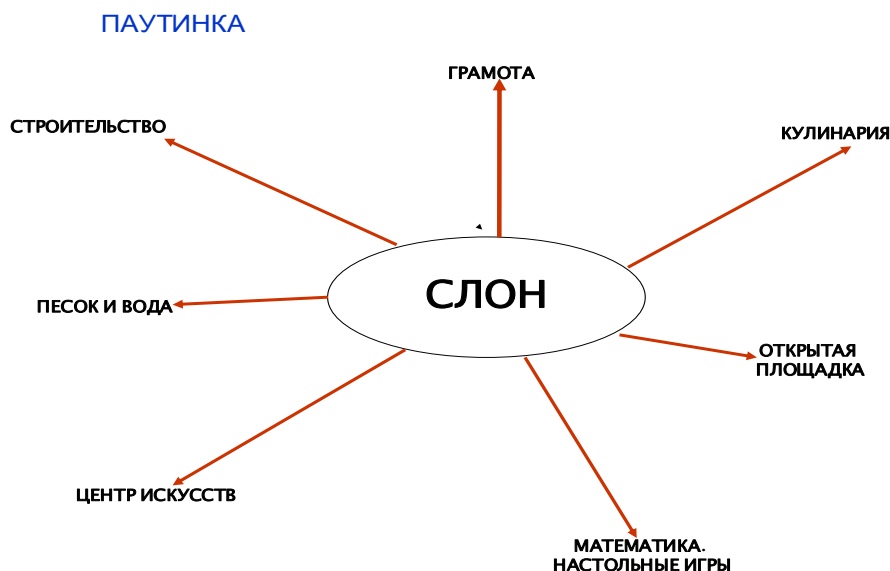 ПАУТИНКА
ГРАМОТА
СТРОИТЕЛЬСТВО
КУЛИНАРИЯ
СЛОН
ПЕСОК И ВОДА
ОТКРЫТАЯ
ПЛОЩАДКА
ЦЕНТР ИСКУССТВ
МАТЕМАТИКА.
НАСТОЛЬНЫЕ ИГРЫ